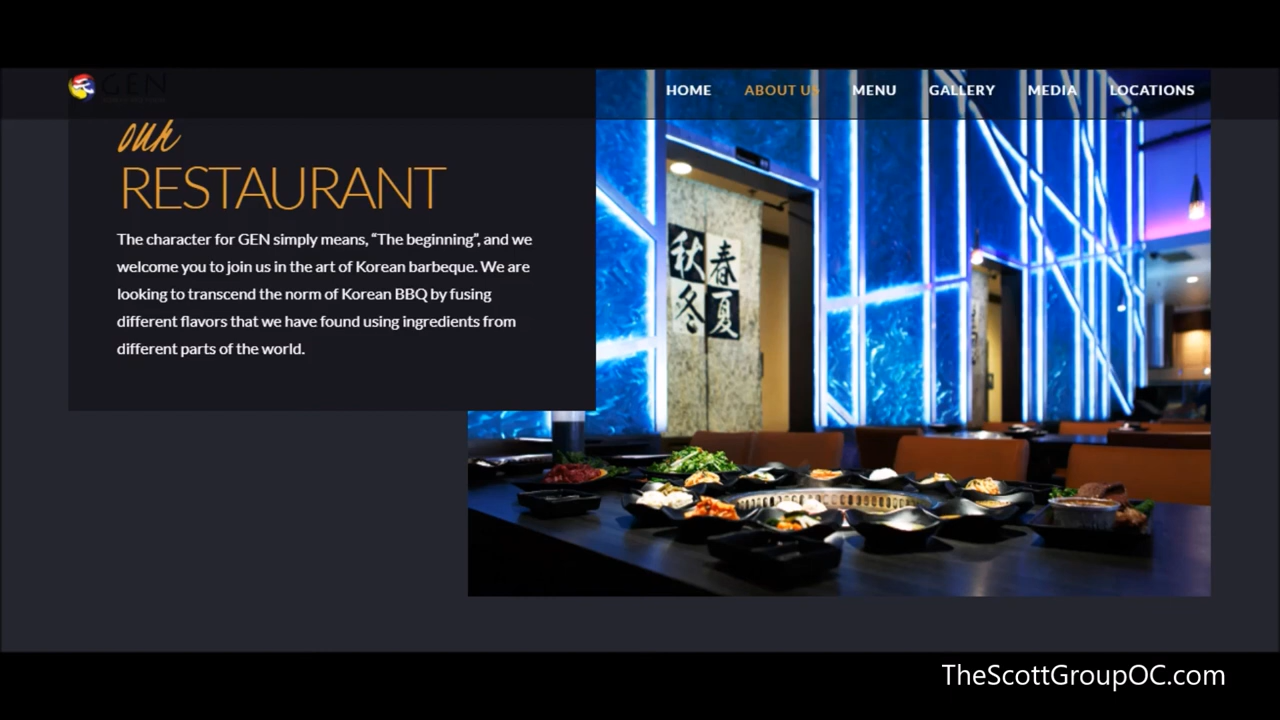 GEN
HOME ABOUT US MENU GALLERY MEDIA LOCATIONS
our
RESTAURANT
The character for GEN simply means, “The beginning”, and we
welcome you to join us in the art of Korean barbeque. We are
looking to transcend the norm of Korean BBQ by fusing
different flavors that we have found using ingredients from
different parts of the world.
秋春
冬夏
TheScottGroupOC.com